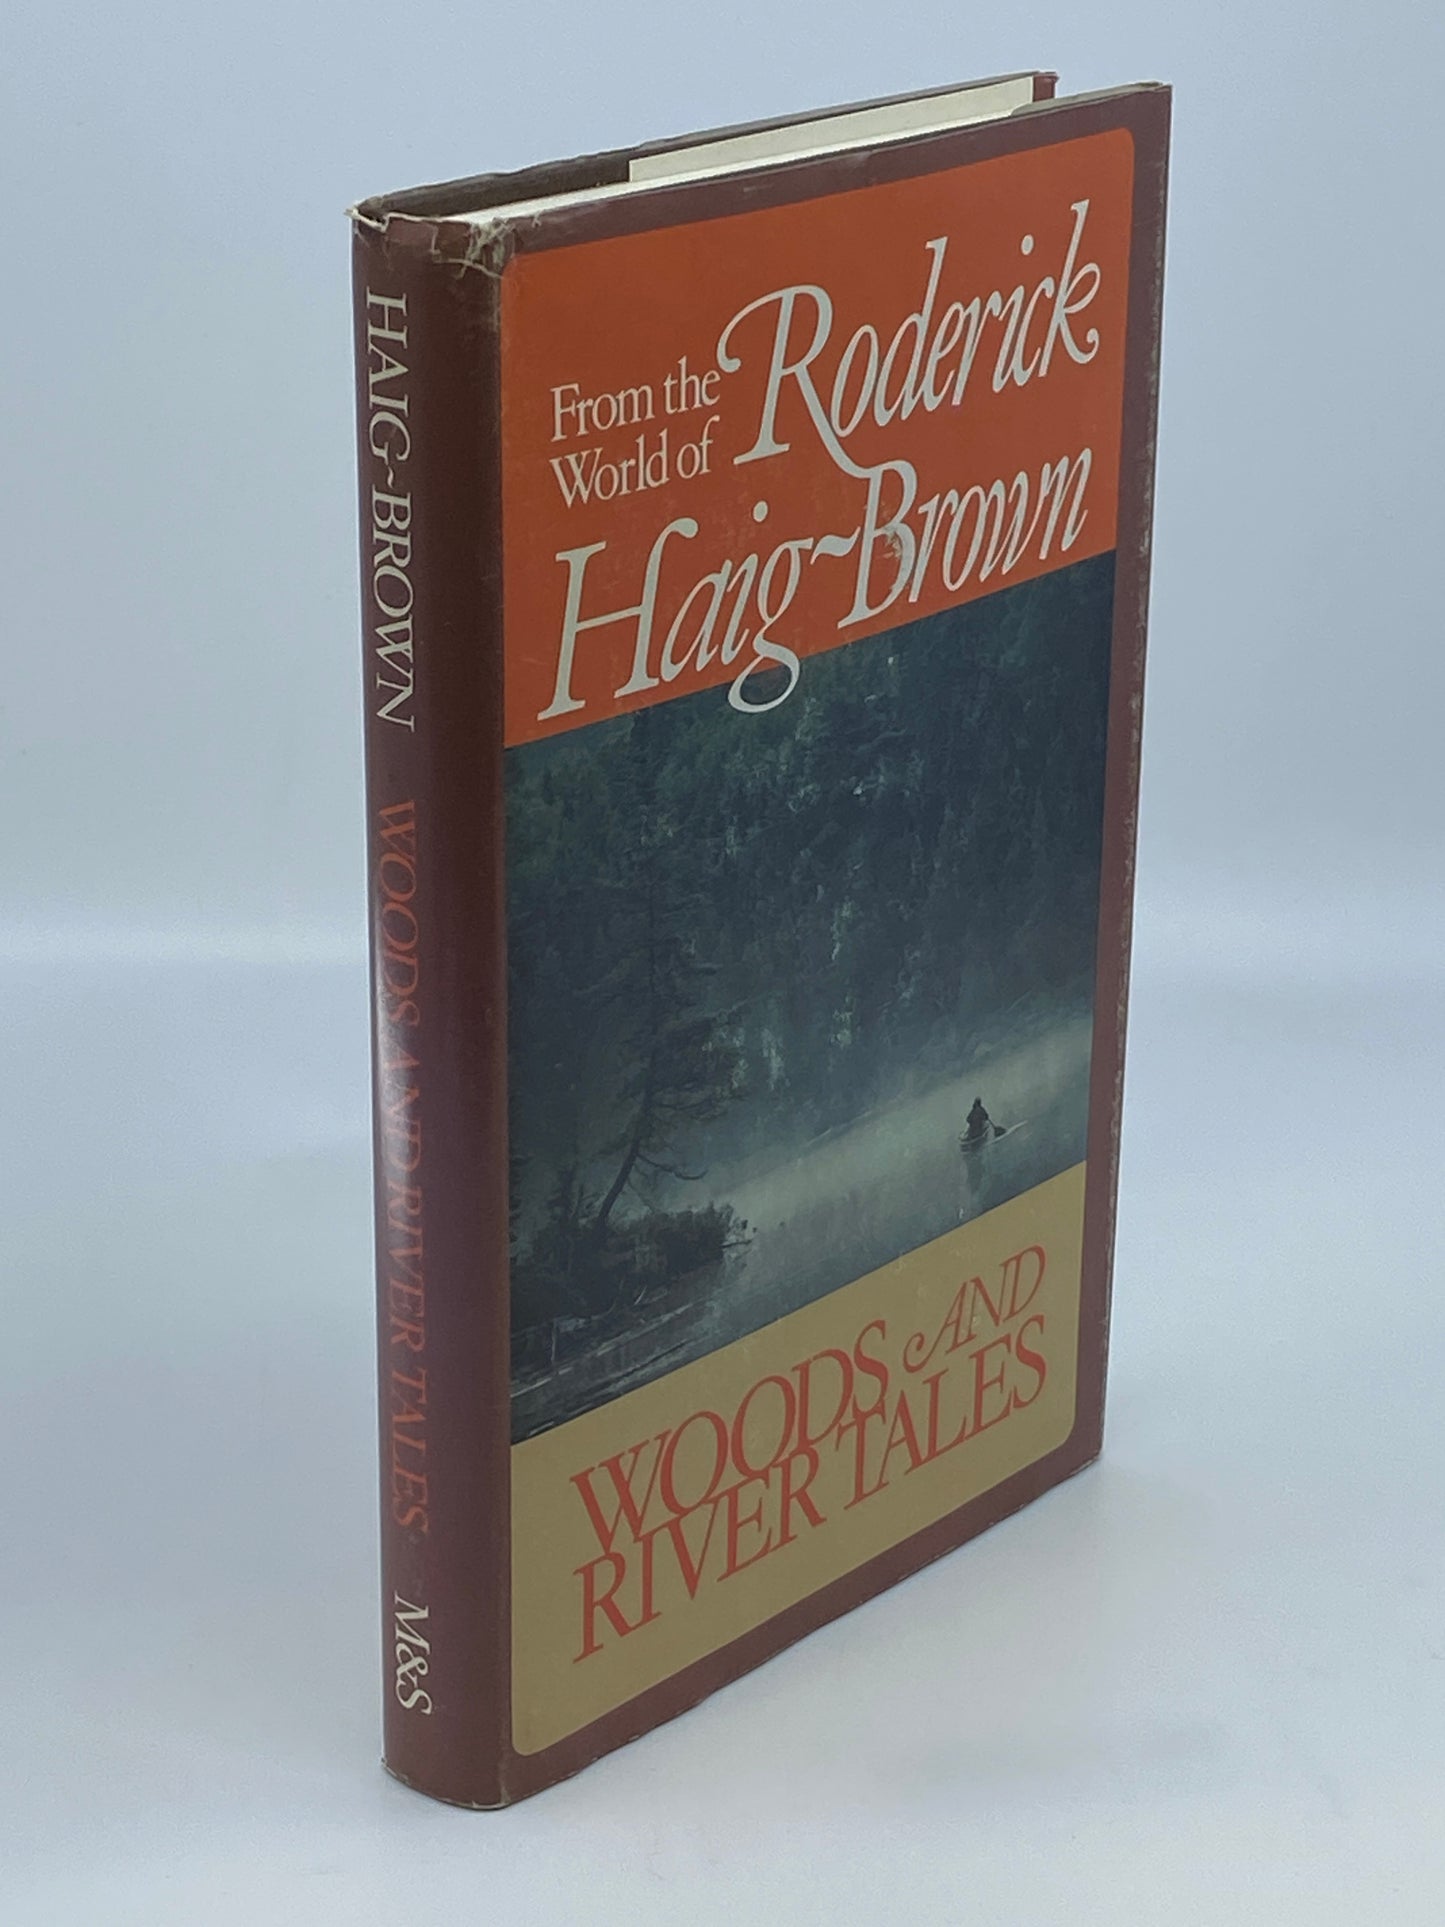 HAIG~BROWN WOODS AND RIVER TALES M&S
From the
World of
Roderick
Haig~Brown
WOODS AND
RIVER TALES